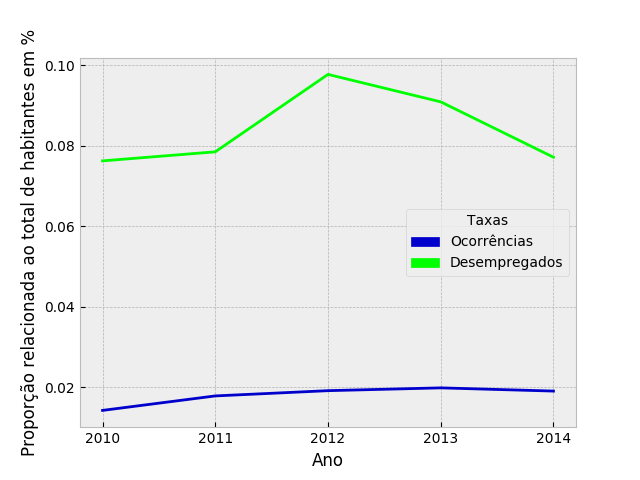 Proporção relacionada ao total de habitantes em %
0.10
0.08
0.06
0.04
0.02
Taxas
Ocorrências
Desempregados
2010 2011 2012 2013 2014
Ano